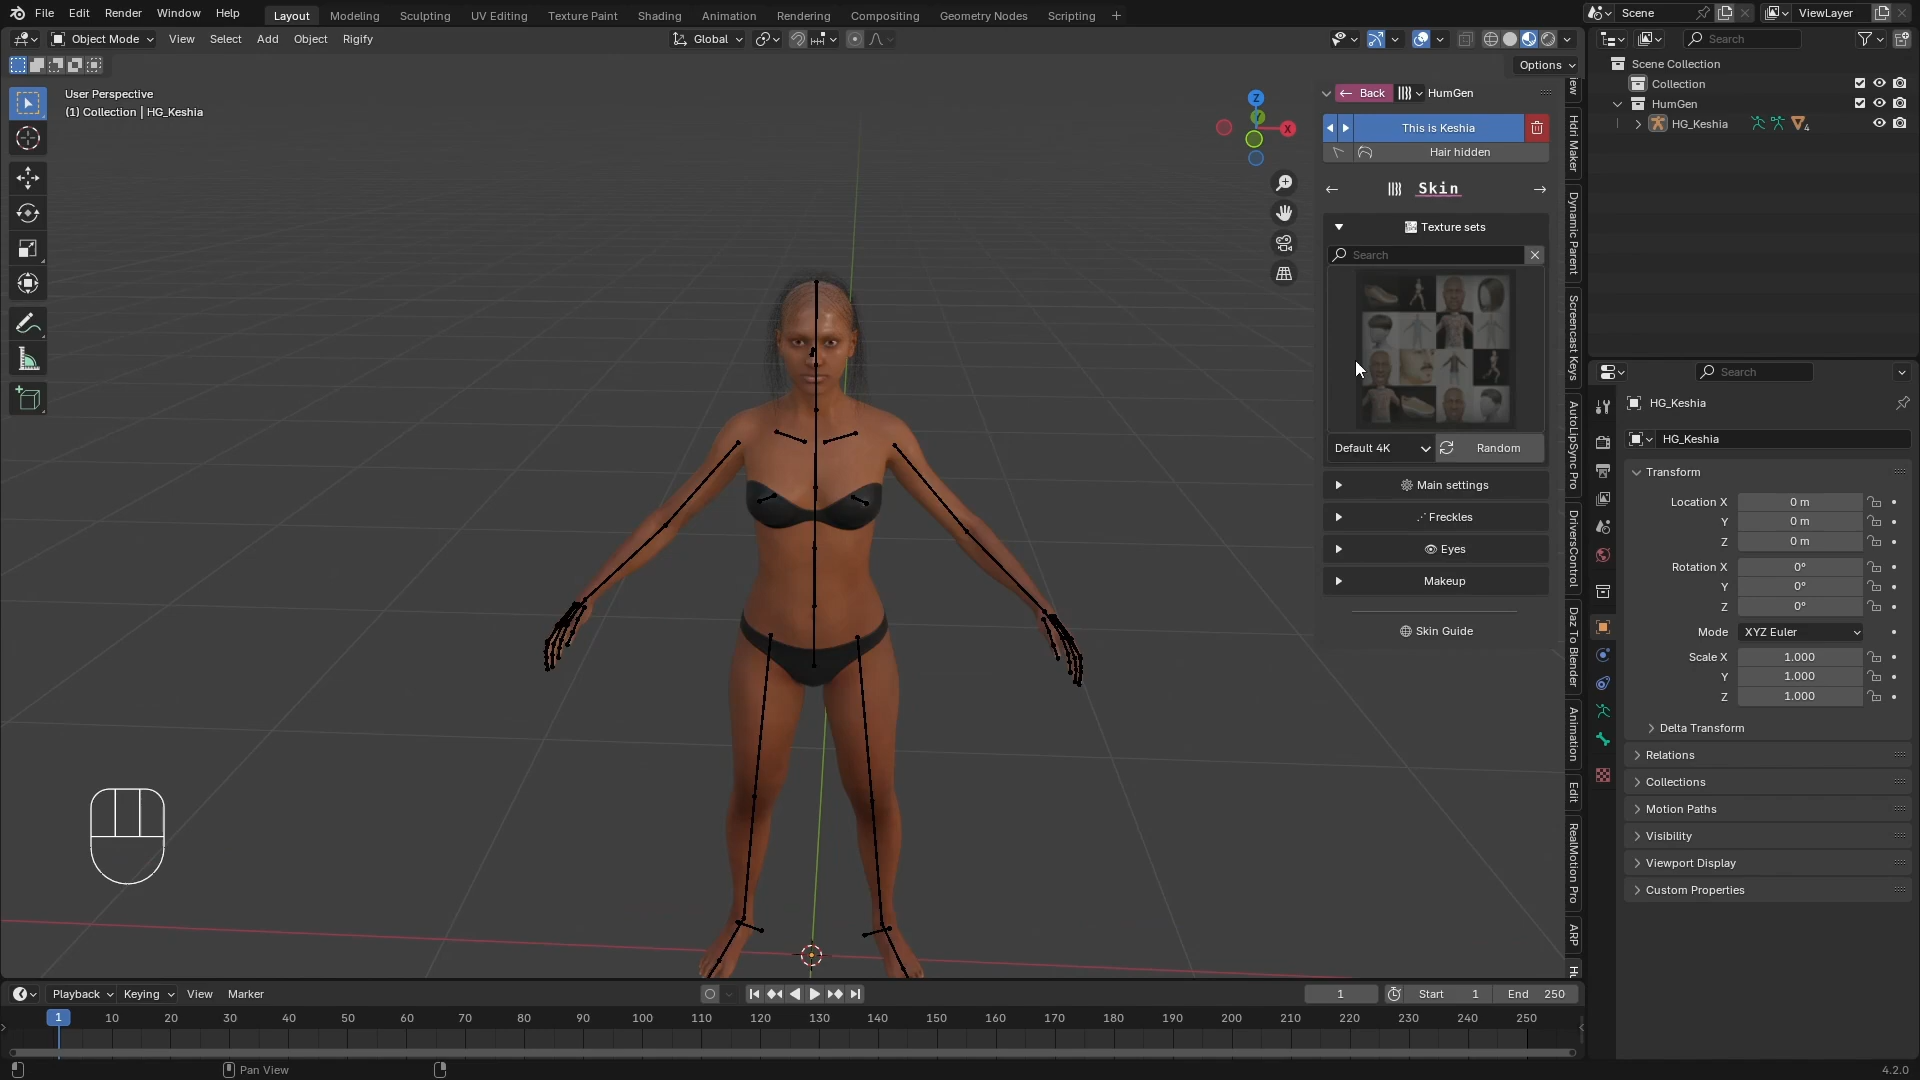 File Edit Render Window Help Layout Modeling Sculpting UV Editing Texture Paint Shading Animation Rendering Compositing Geometry Nodes Scripting + Scene ViewLayer
Object Mode View Select Add Object Rigify Global Search
Options
User Perspective
(1) Collection | HG_Keshia
Z
X
Back HumGen
This is Keshia
Hair hidden
Skin
Texture sets
Search
Default 4K Random
Main settings
Freckles
Eyes
Makeup
Skin Guide
Hdri Maker
Dynamic Parent
Screencast Keys
AutoLipSync Pro
DriversControl
Daz To Blender
Animation
Edit
RealMotion Pro
ARP
Scene Collection
Collection
HumGen
HG_Keshia 4
Search
HG_Keshia
HG_Keshia
Transform
Location X 0 m
Y 0 m
Z 0 m
Rotation X 0°
Y 0°
Z 0°
Mode XYZ Euler
Scale X 1.000
Y 1.000
Z 1.000
Delta Transform
Relations
Collections
Motion Paths
Visibility
Viewport Display
Custom Properties
Playback Keying View Marker 1 Start 1 End 250
1 10 20 30 40 50 60 70 80 90 100 110 120 130 140 150 160 170 180 190 200 210 220 230 240 250
Pan View 4.2.0